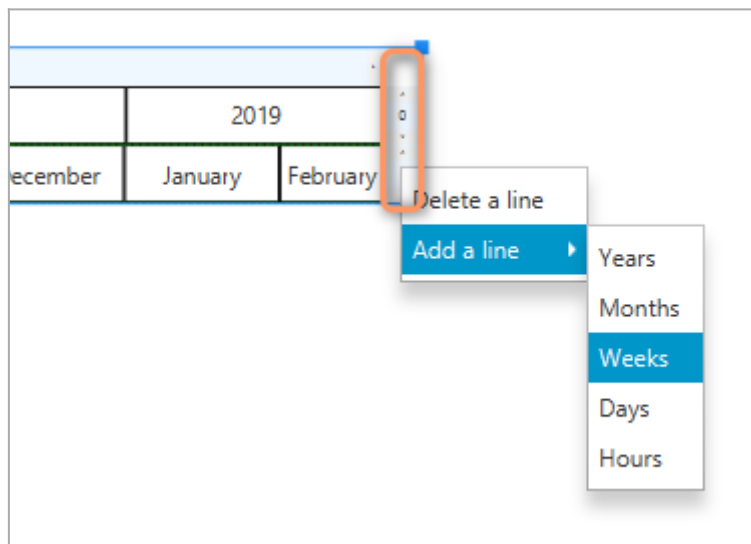 2019
ecember January February
Delete a line
Add a line
Years
Months
Weeks
Days
Hours